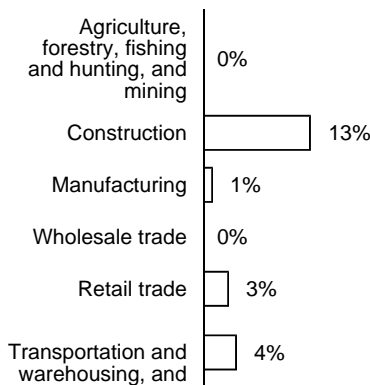 Agriculture,
forestry, fishing
and hunting, and
mining
0%
Construction
13%
Manufacturing
1%
Wholesale trade
0%
Retail trade
3%
Transportation and
warehousing, and
4%